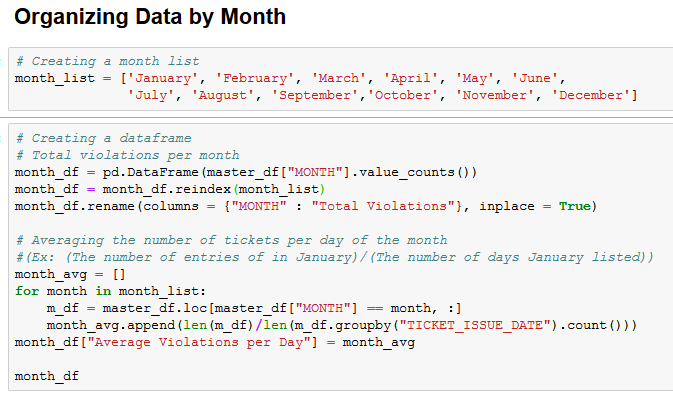 Organizing Data by Month
# Creating a month list
month_list = ['January', 'February', 'March', 'April', 'May', 'June',
'July', 'August', 'September','October', 'November', 'December']
# Creating a dataframe
# Total violations per month
month_df = pd.DataFrame(master_df["MONTH"].value_counts())
month_df = month_df.reindex(month_list)
month_df.rename(columns = {"MONTH" : "Total Violations"}, inplace = True)
# Averaging the number of tickets per day of the month
#(Ex: (The number of entries of in January)/(The number of days January listed))
month_avg = []
for month in month_list:
m_df = master_df.loc[master_df["MONTH"] == month, :]
month_avg.append(len(m_df)/len(m_df.groupby("TICKET_ISSUE_DATE").count()))
month_df["Average Violations per Day"] = month_avg
month_df